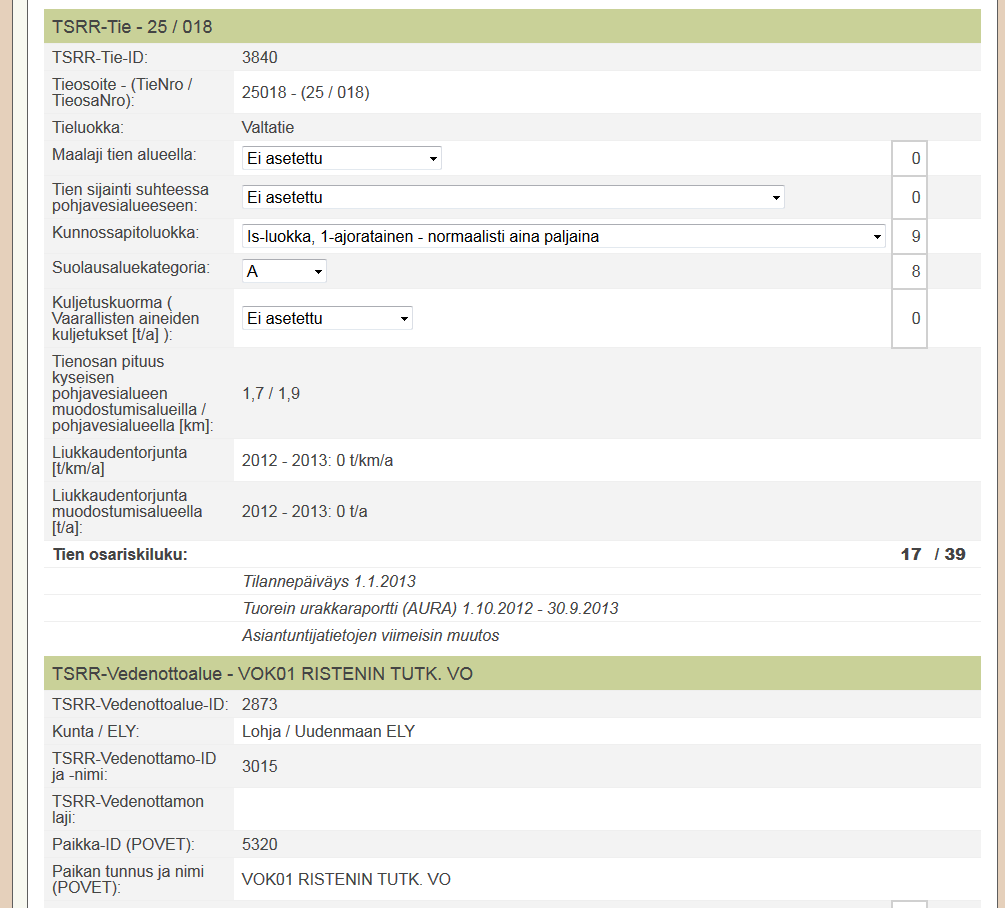 TSRR-Tie - 25 / 018
TSRR-Tie-ID: 3840
Tieosoite - (TieNro /
TieosaNro): 25018 - (25 / 018)
Tieluokka: Valtatie
Maalaji tien alueella: Ei asetettu 0
Tien sijainti suhteessa
pohjavesialueeseen: Ei asetettu 0
Kunnossapitoluokka: Is-luokka, 1-ajoratainen - normaalisti aina paljaina 9
Suolausaluekategoria: A 8
Kuljetuskuorma (
Vaarallisten aineiden
kuljetukset [t/a] ): Ei asetettu 0
Tienosan pituus
kyseisen
pohjavesialueen
muodostumisalueilla /
pohjavesialueella [km]: 1,7 / 1,9
Liukkaudentorjunta
[t/km/a] 2012 - 2013: 0 t/km/a
Liukkaudentorjunta
muodostumisalueella
[t/a]: 2012 - 2013: 0 t/a
Tien osariskiluku: 17 / 39
Tilannepäiväys 1.1.2013
Tuorein urakkaraportti (AURA) 1.10.2012 - 30.9.2013
Asiantuntijatietojen viimeisin muutos
TSRR-Vedenottoalue - VOK01 RISTENIN TUTK. VO
TSRR-Vedenottoalue-ID: 2873
Kunta / ELY: Lohja / Uudenmaan ELY
TSRR-Vedenottamo-ID
ja -nimi: 3015
TSRR-Vedenottamon
laji:
Paikka-ID (POVET): 5320
Paikan tunnus ja nimi
(POVET): VOK01 RISTENIN TUTK. VO